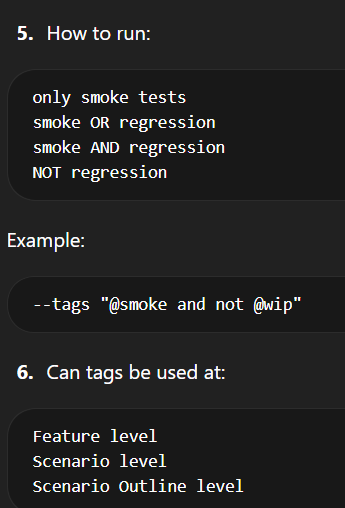 5. How to run:
only smoke tests
smoke OR regression
smoke AND regression
NOT regression
Example:
--tags "@smoke and not @wip"
6. Can tags be used at:
Feature level
Scenario level
Scenario Outline level